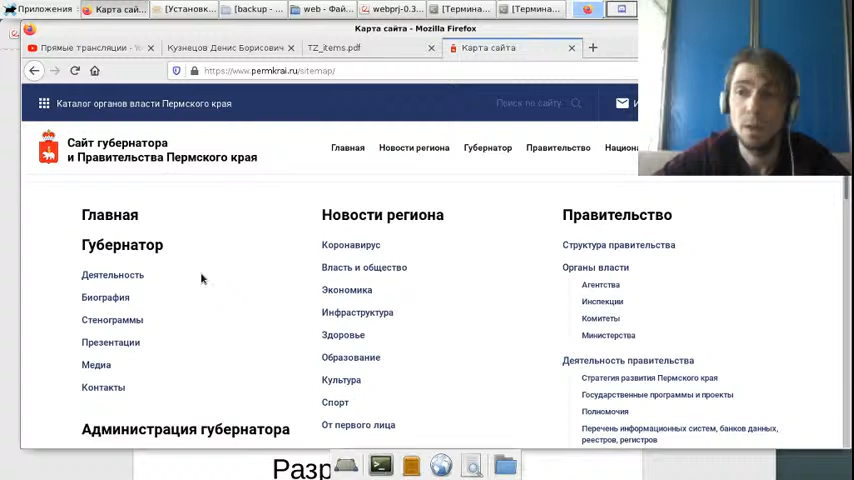 Приложения
Карта сай...
[Установк...
[backup - ...
web - Фай...
webprj-0.3...
[Термина...
[Термина...
Карта сайта - Mozilla Firefox
Прямые трансляции - Yo
Кузнецов Денис Борисович
TZ_items.pdf
Карта сайта
https://www.permkrai.ru/sitemap/
Каталог органов власти Пермского края
Поиск по сайту
И
Сайт губернатора
и Правительства Пермского края
Главная
Новости региона
Губернатор
Правительство
Национа
Главная
Губернатор
Деятельность
Биография
Стенограммы
Презентации
Медиа
Контакты
Администрация губернатора
Новости региона
Коронавирус
Власть и общество
Экономика
Инфраструктура
Здоровье
Образование
Культура
Спорт
От первого лица
Правительство
Структура правительства
Органы власти
Агентства
Инспекции
Комитеты
Министерства
Деятельность правительства
Стратегия развития Пермского края
Государственные программы и проекты
Полномочия
Перечень информационных систем, банков данных,
реестров, регистров
Разр